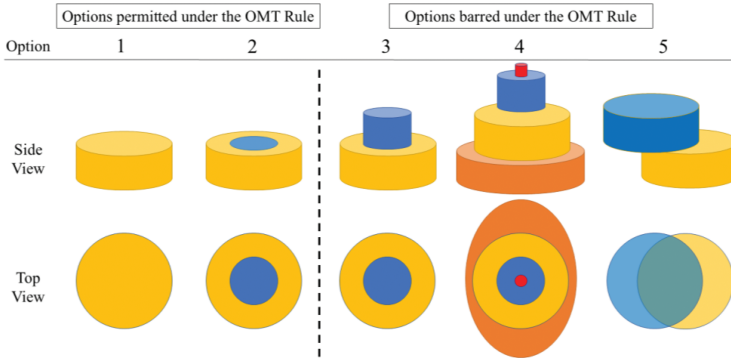 Options permitted under the OMT Rule
Options barred under the OMT Rule
Option 1 2 3 4 5
Side
View
Top
View